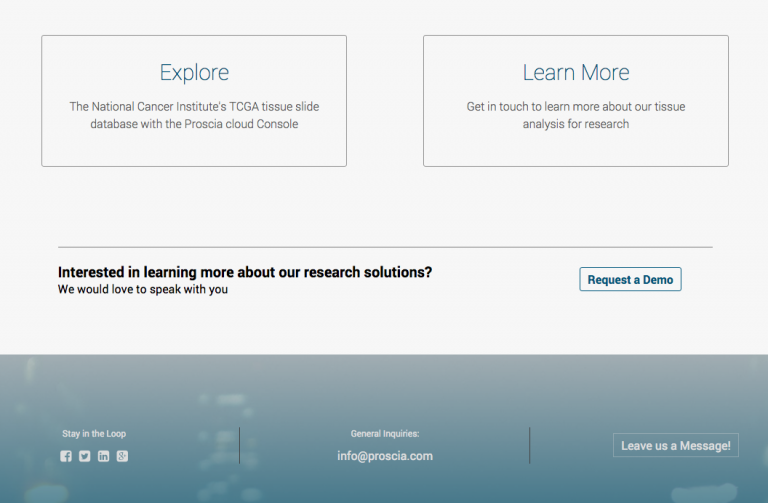 Explore
The National Cancer Institute's TCGA tissue slide
database with the Proscia cloud Console
Learn More
Get in touch to learn more about our tissue
analysis for research
Interested in learning more about our research solutions?
We would love to speak with you
Request a Demo
Stay in the Loop
General Inquiries:
info@proscia.com
Leave us a Message!